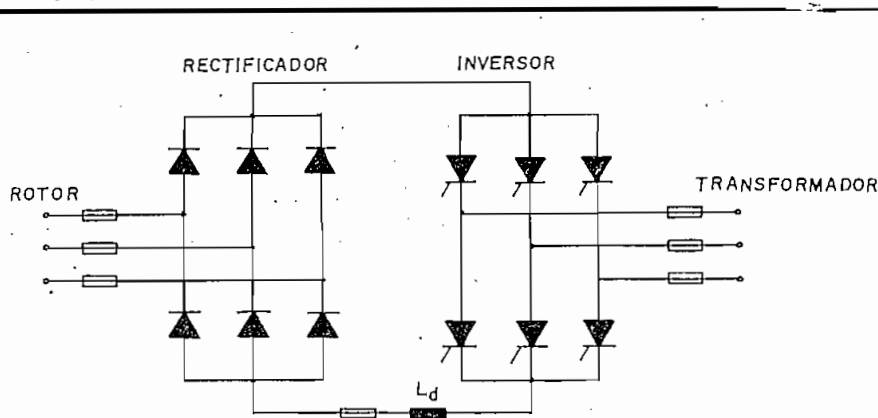 RECTIFICADOR
INVERSOR
ROTOR
TRANSFORMADOR
Ld